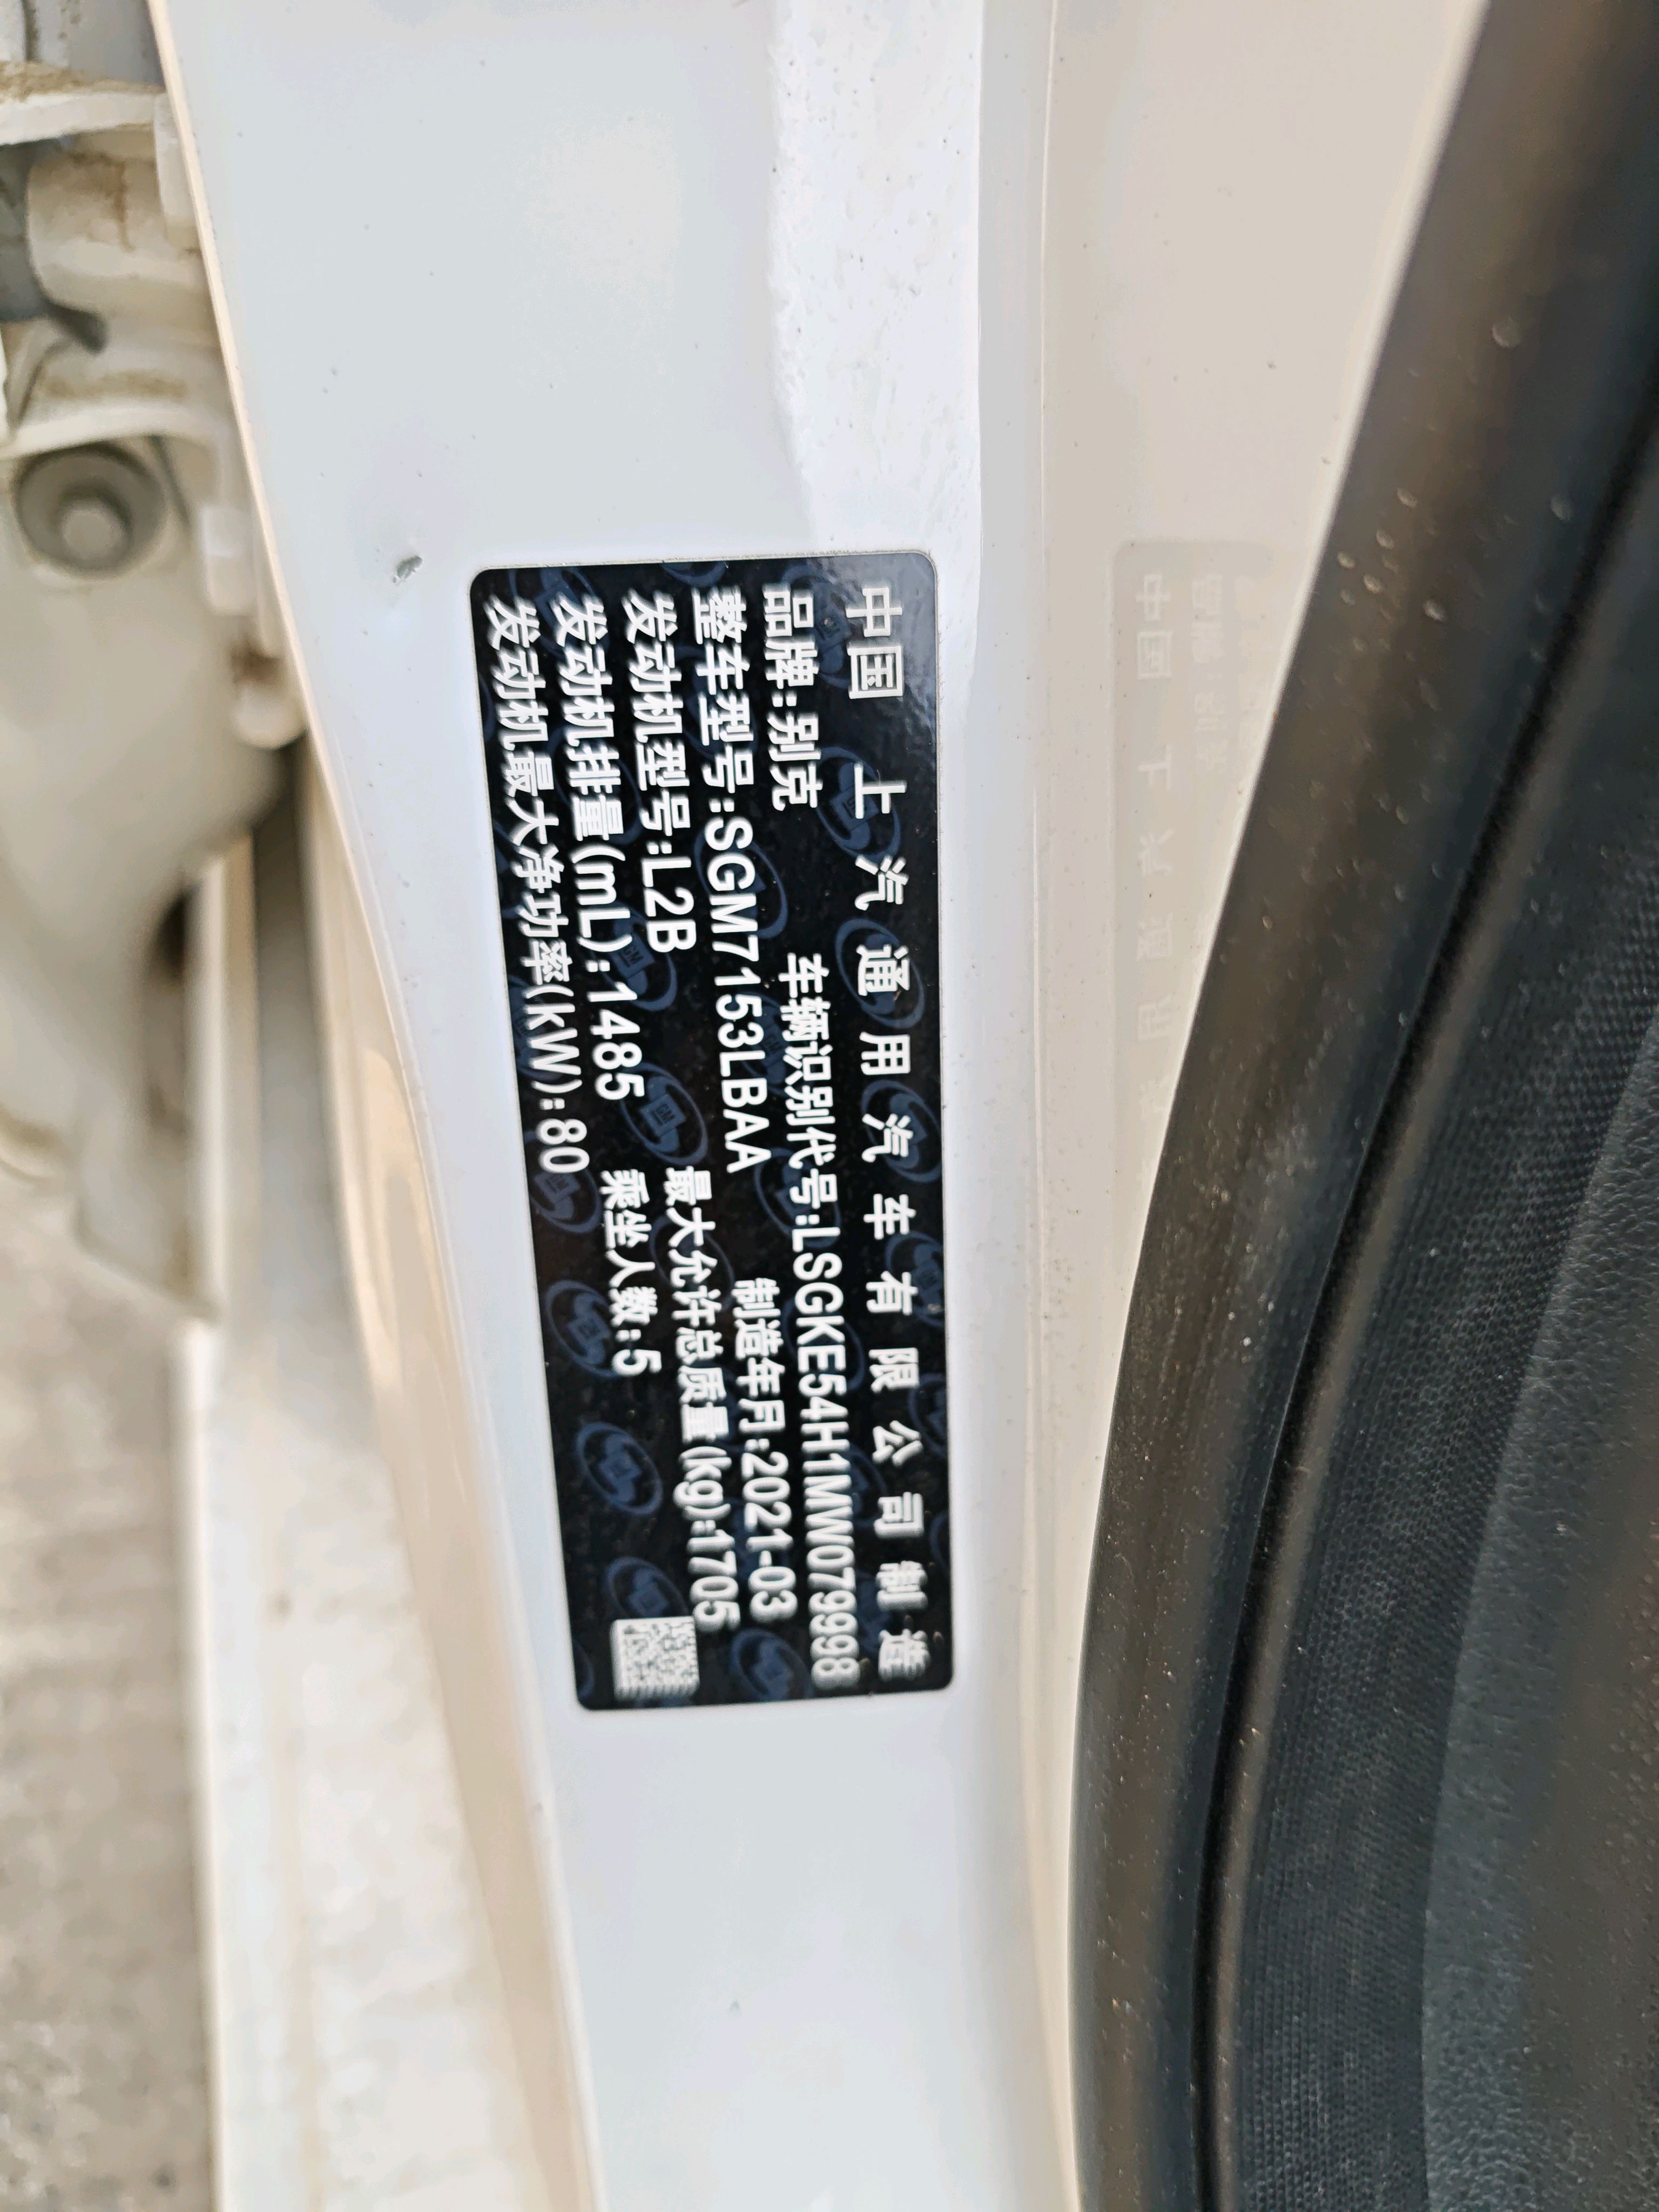 中国 上汽通用汽车有限公司制造
品牌:别克 车辆识别代号:LSGKE54H1MW079998
整车型号:SGM7153LBAA 制造年月:2021-03
发动机型号:L2B 最大允许总质量(kg):1705
发动机排量(mL):1485 乘坐人数:5
发动机最大净功率(kW):80